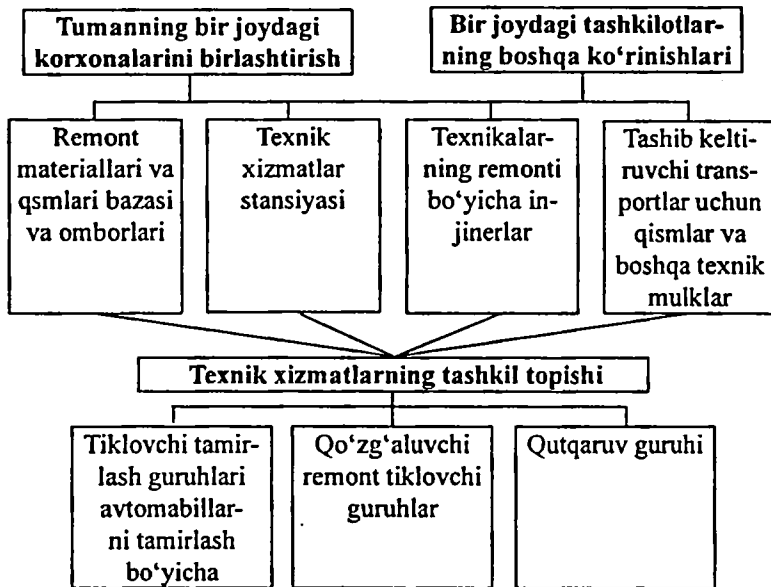 Tumanning bir joydagi
korxonalarini birlashtirish
Bir joydagi tashkilotlar-
ning boshqa ko‘rinishlari
Remont
materiallari va
qsmlari bazasi
va omborlari
Texnik
xizmatlar
stansiyasi
Texnikalar-
ning remonti
bo‘yicha in-
jinerlar
Tashib kelti-
ruvchi trans-
portlar uchun
qismlar va
boshqa texnik
mulklar
Texnik xizmatlarning tashkil topishi
Tiklovchi tamir-
lash guruhlari
avtomabillar-
ni tamirlash
bo‘yicha
Qo‘zg‘aluvchi
remont tiklovchi
guruhlar
Qutqaruv guruhi